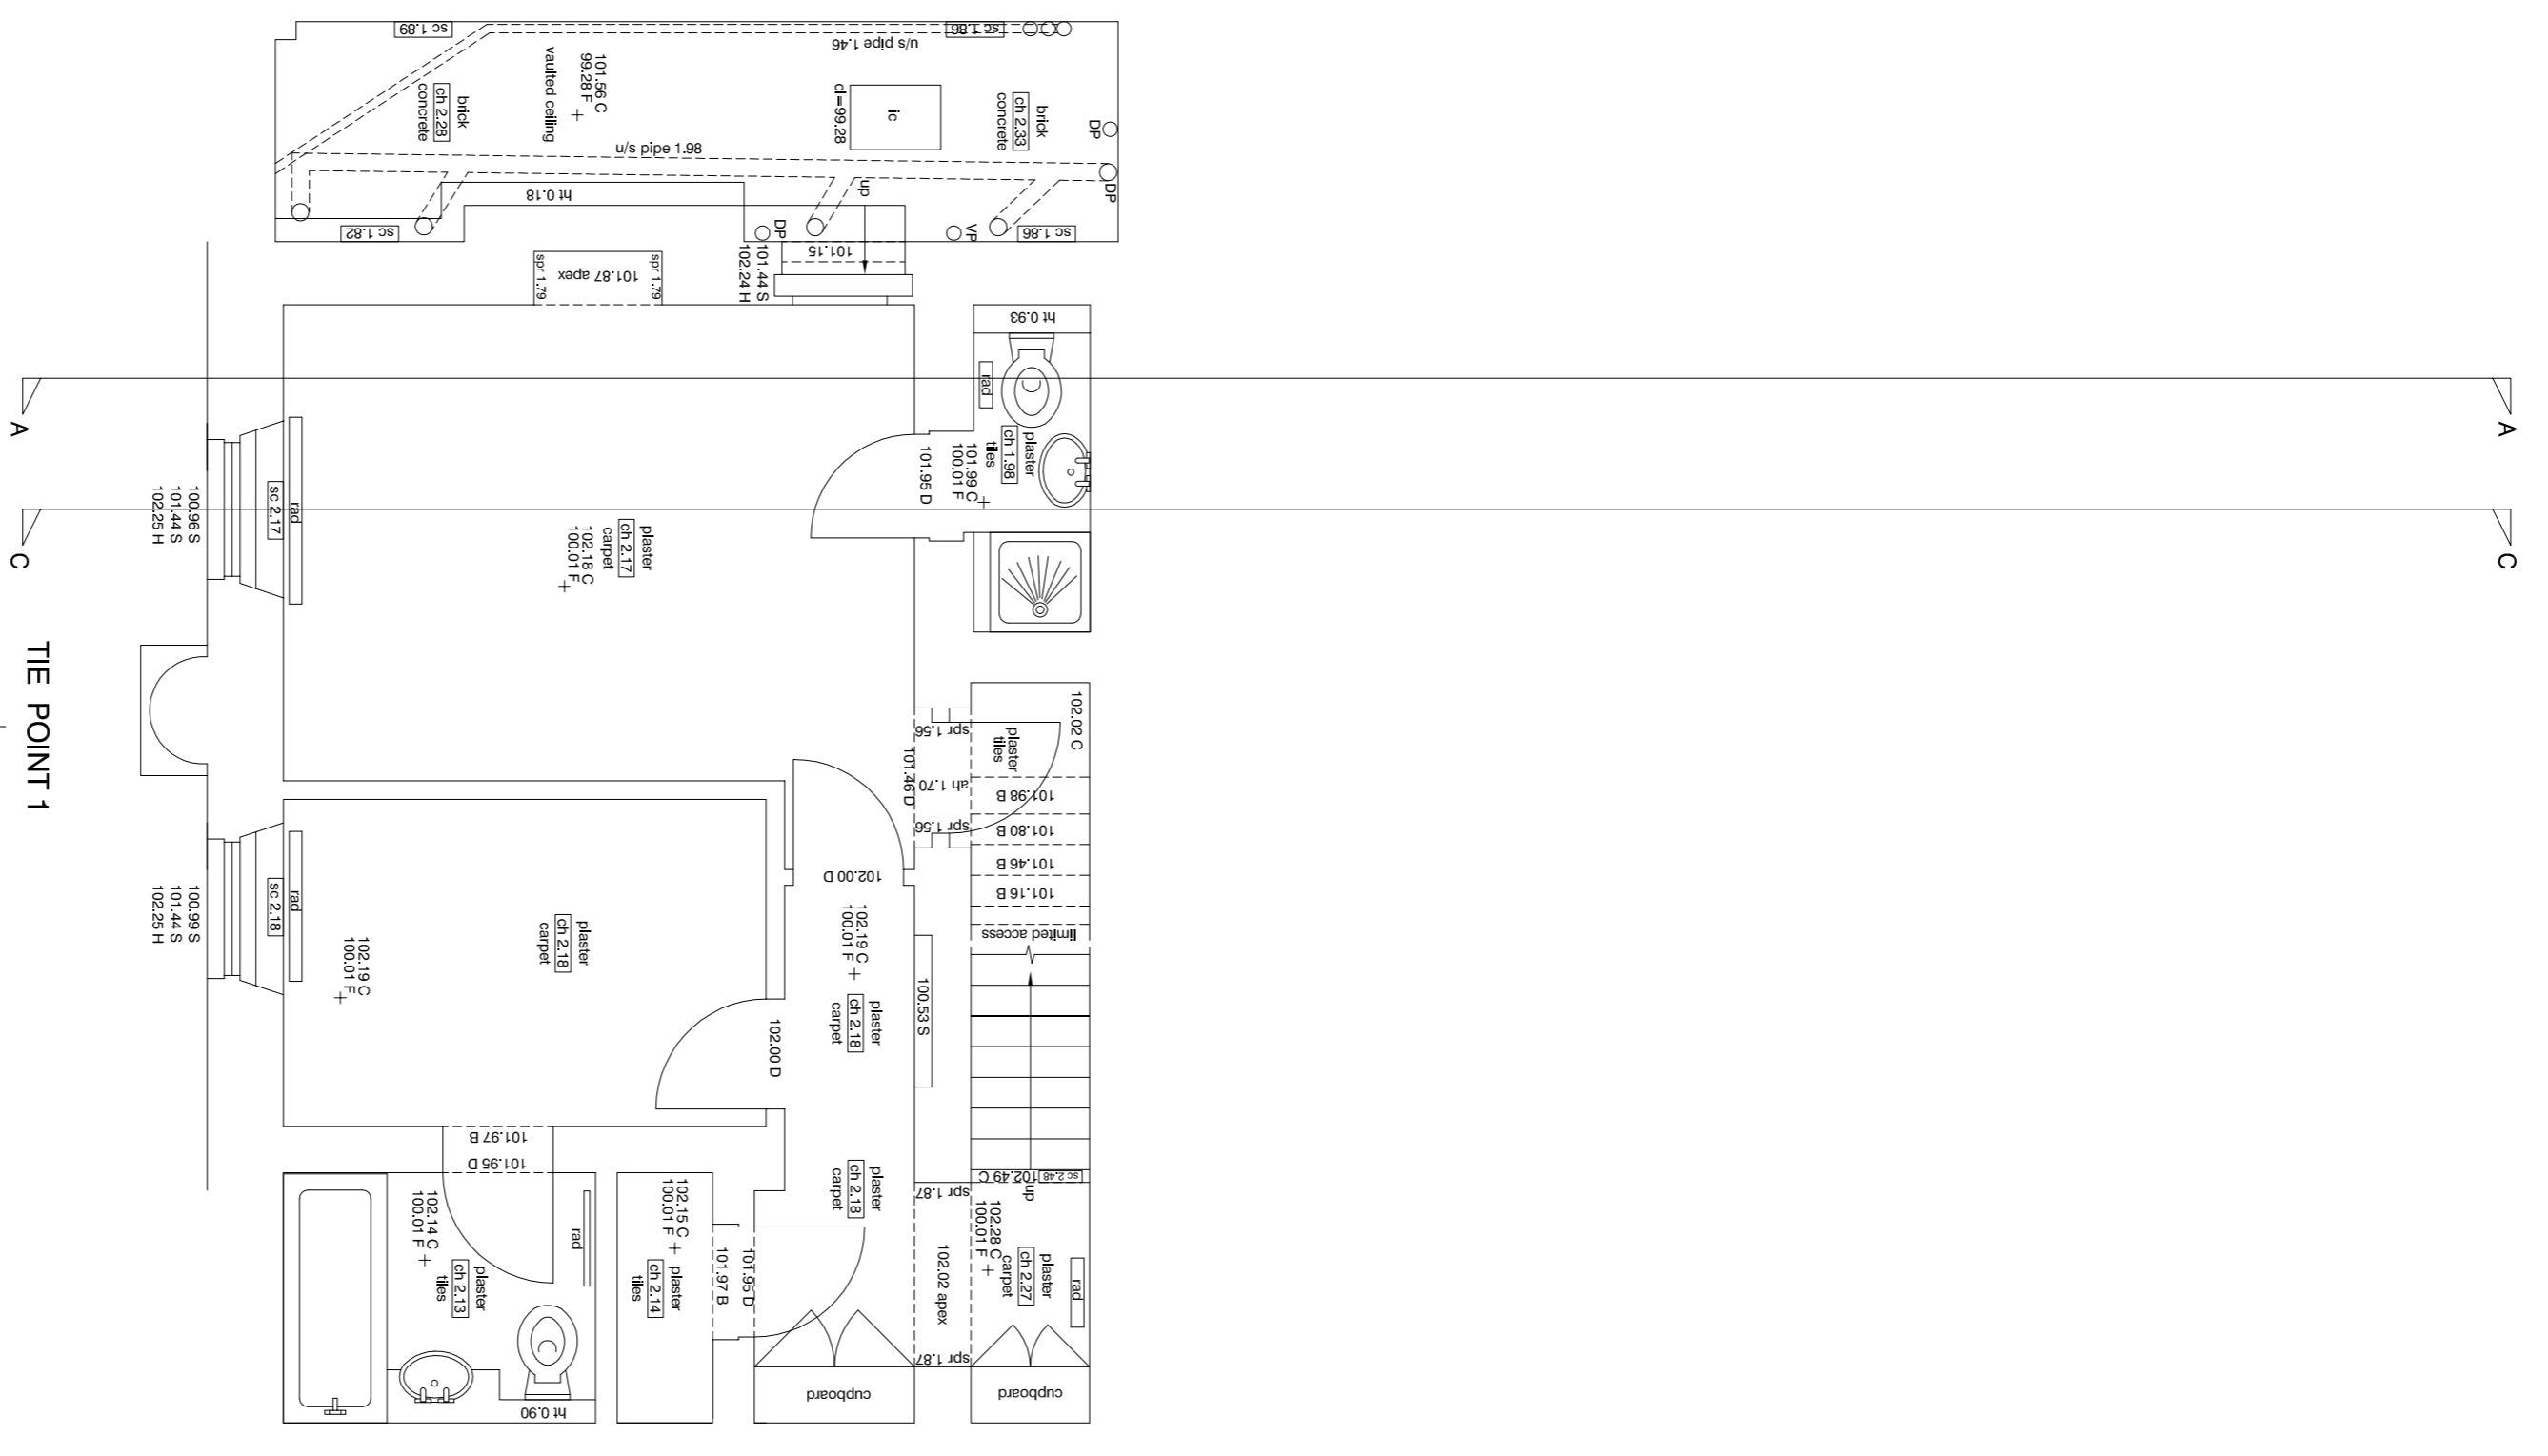 sc 1.89
sc 1.86
u/s pipe 1.46
vaulted ceiling
101.56 C
99.28 F
brick
ch 2.28
concrete
ic
cl=99.28
brick
ch 2.33
concrete
DP
u/s pipe 1.98
DP
ht 0.18
up
sc 1.82
DP
VP
sc 1.86
101.15
101.44 S
102.24 H
spr 1.79
101.87 apex
spr 1.79
ht 0.93
rad
A
A
plaster
ch 1.98
tiles
101.99 C
100.01 F
101.95 D
100.96 S
101.44 S
102.25 H
sc 2.17
rad
plaster
ch 2.17
carpet
102.18 C
100.01 F
C
C
TIE POINT 1
102.02 C
plaster
tiles
spr 1.56
101.46 D
ah 1.70
spr 1.56
101.98 B
101.80 B
101.46 B
101.16 B
limited access
102.00 D
102.19 C
100.01 F
plaster
ch 2.18
carpet
100.53 S
100.99 S
101.44 S
102.25 H
sc 2.18
rad
plaster
ch 2.18
carpet
102.19 C
100.01 F
102.00 D
101.97 B
101.95 D
plaster
ch 2.18
carpet
102.49 C
sc 2.48
up
spr 1.87
102.28 C
100.01 F
plaster
ch 2.27
carpet
rad
102.02 apex
spr 1.87
102.14 C
100.01 F
plaster
ch 2.13
tiles
rad
102.15 C
100.01 F
plaster
ch 2.14
tiles
101.97 B
101.95 D
ht 0.90
cupboard
cupboard